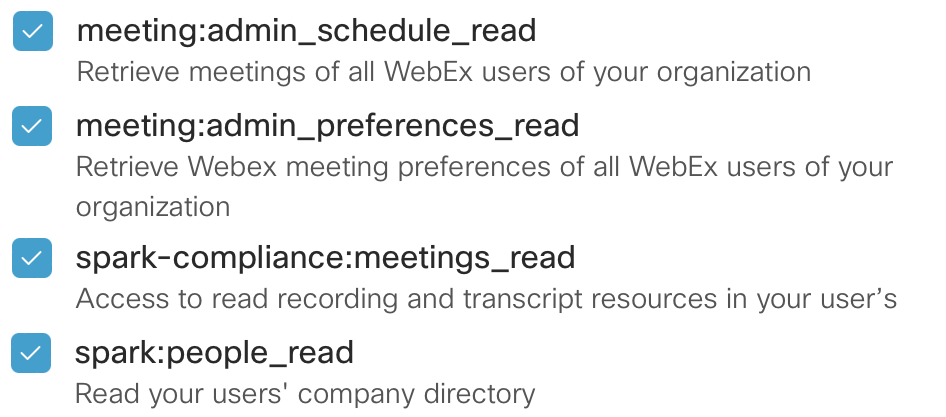 meeting:admin_schedule_read
Retrieve meetings of all WebEx users of your organization
meeting:admin_preferences_read
Retrieve Webex meeting preferences of all WebEx users of your
organization
spark-compliance:meetings_read
Access to read recording and transcript resources in your user’s
spark:people_read
Read your users' company directory